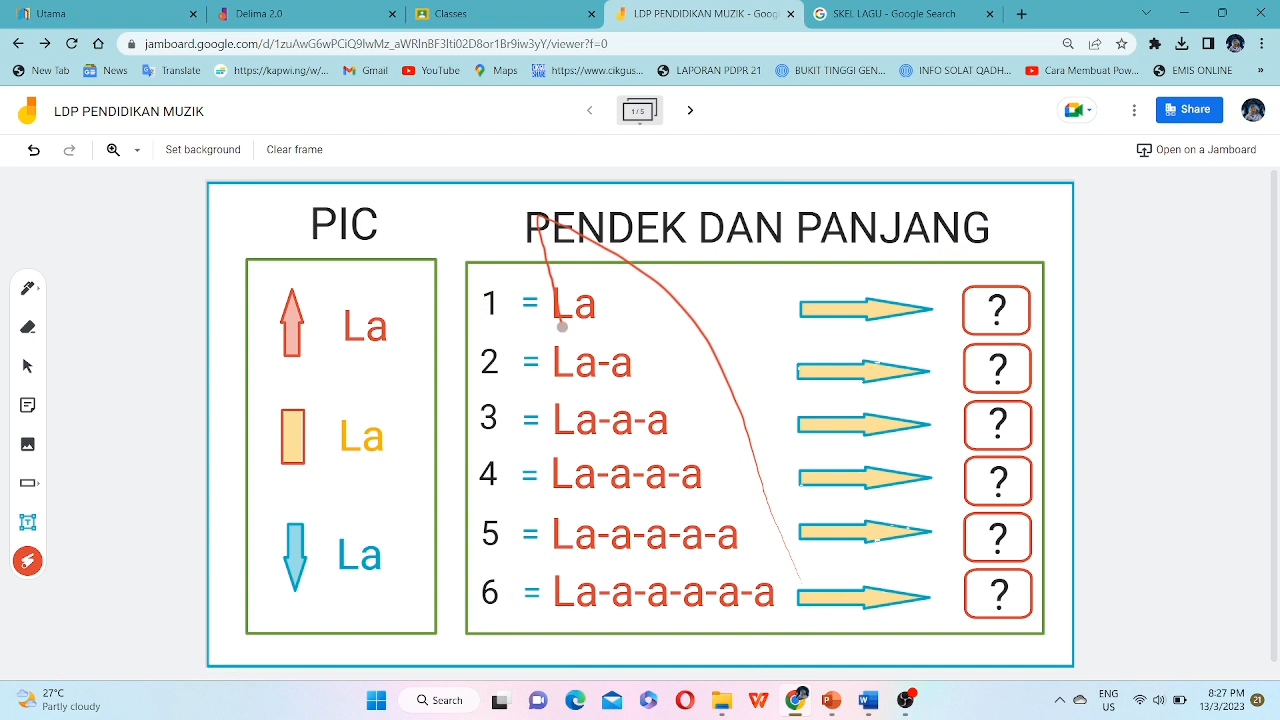 Utama
Delima 2.0
Classes
LDP PENDIDIKAN MUZIK - Googl
SKEL LAGU - Google Search
jamboard.google.com/d/1zuAwG6wPCiQ9lwMz_aWRlnBF3lti02D8or1Br9iw3yY/viewer?f=0
New Tab
News
Translate
https://kapwi.ng/w/...
Gmail
YouTube
Maps
https://www.cikgus...
LAPORAN PDPR 21
BUKIT TINGGI GEN...
INFO SOLAT QADH...
Cara Membuat Pow...
EMIS ONLINE
»
LDP PENDIDIKAN MUZIK
1 / 5
Share
Set background
Clear frame
Open on a Jamboard
PIC
La
La
La
PENDEK DAN PANJANG
1 = La ?
2 = La-a ?
3 = La-a-a ?
4 = La-a-a-a ?
5 = La-a-a-a-a ?
6 = La-a-a-a-a-a ?
27°C
Partly cloudy
Search
ENG
US
8:27 PM
13/3/2023
21